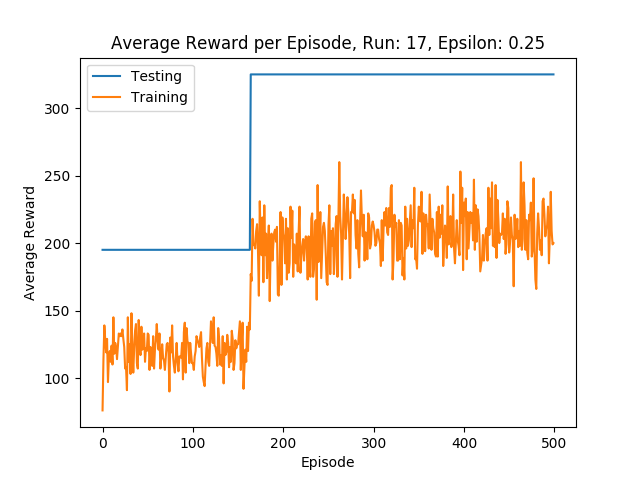 Average Reward per Episode, Run: 17, Epsilon: 0.25
Testing
Training
Average Reward
300
250
200
150
100
0 100 200 300 400 500
Episode